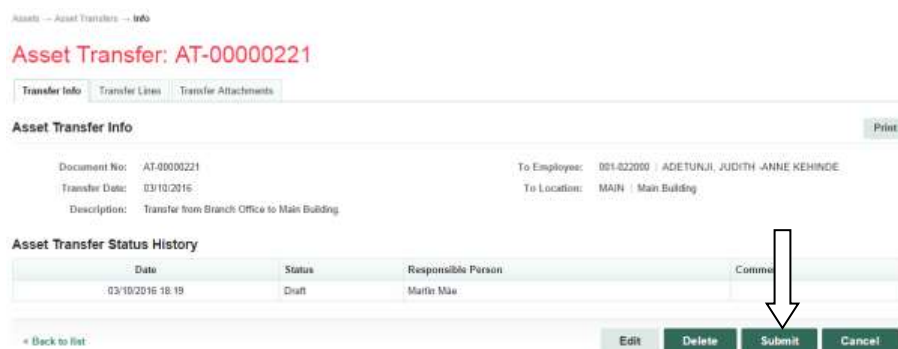 Assets → Asset Transfers → Info
Asset Transfer: AT-00000221
Transfer Info Transfer Lines Transfer Attachments
Asset Transfer Info Print
Document No: AT-00000221 To Employee: 001-022000 | ADETUNJI, JUDITH -ANNE KEHINDE
Transfer Date: 03/10/2016 To Location: MAIN | Main Building
Description: Transfer from Branch Office to Main Building
Asset Transfer Status History
Date Status Responsible Person Comme
03/10/2016 18:19 Draft Martin Mäe
« Back to list Edit Delete Submit Cancel